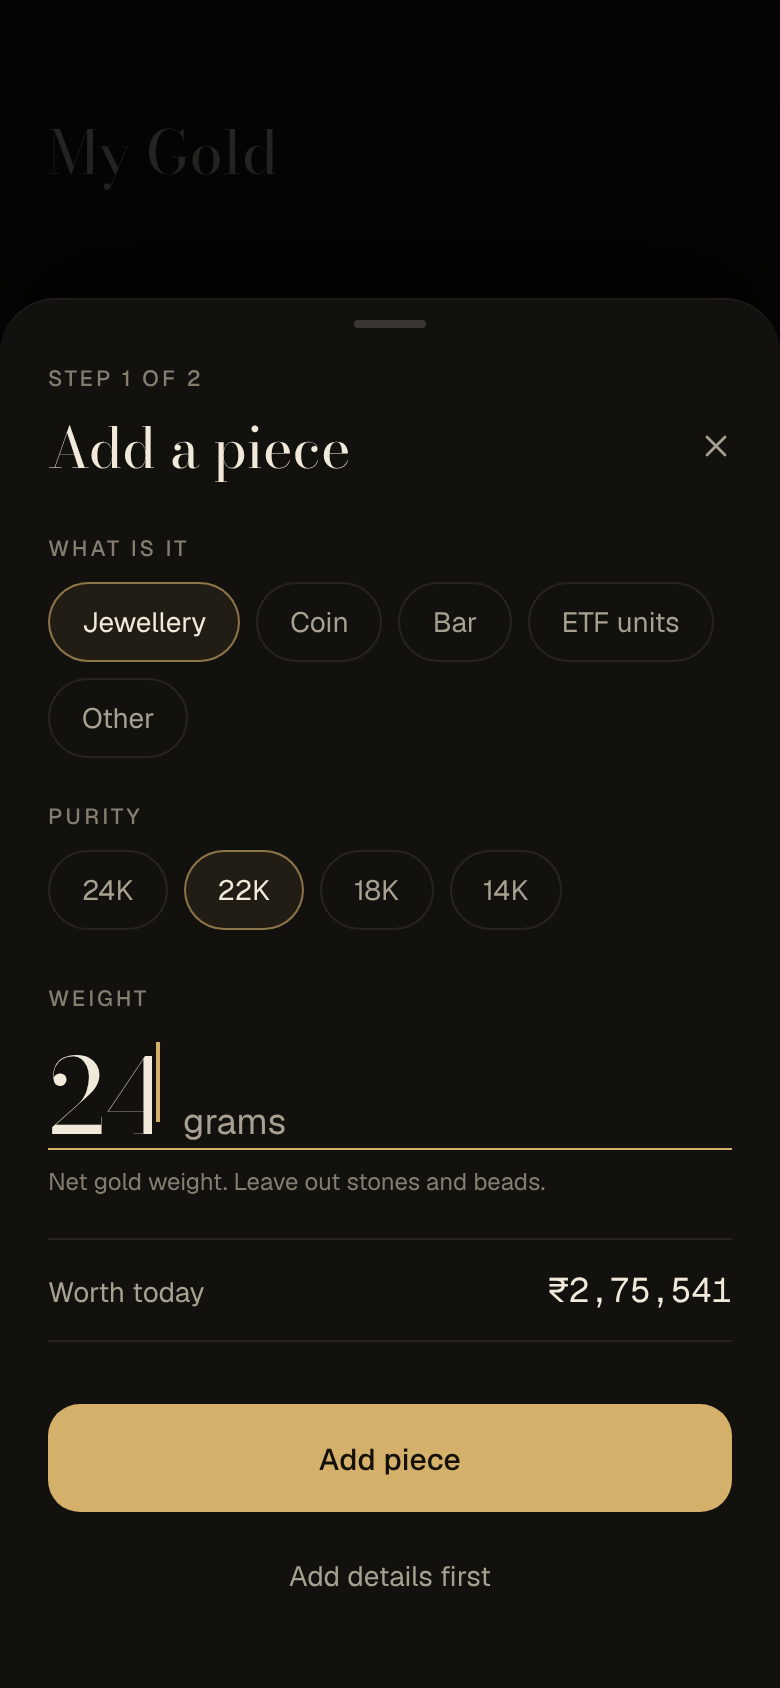 My Gold
STEP 1 OF 2
Add a piece
WHAT IS IT
Jewellery Coin Bar ETF units
Other
PURITY
24K 22K 18K 14K
WEIGHT
24 grams
Net gold weight. Leave out stones and beads.
Worth today ₹2,75,541
Add piece
Add details first